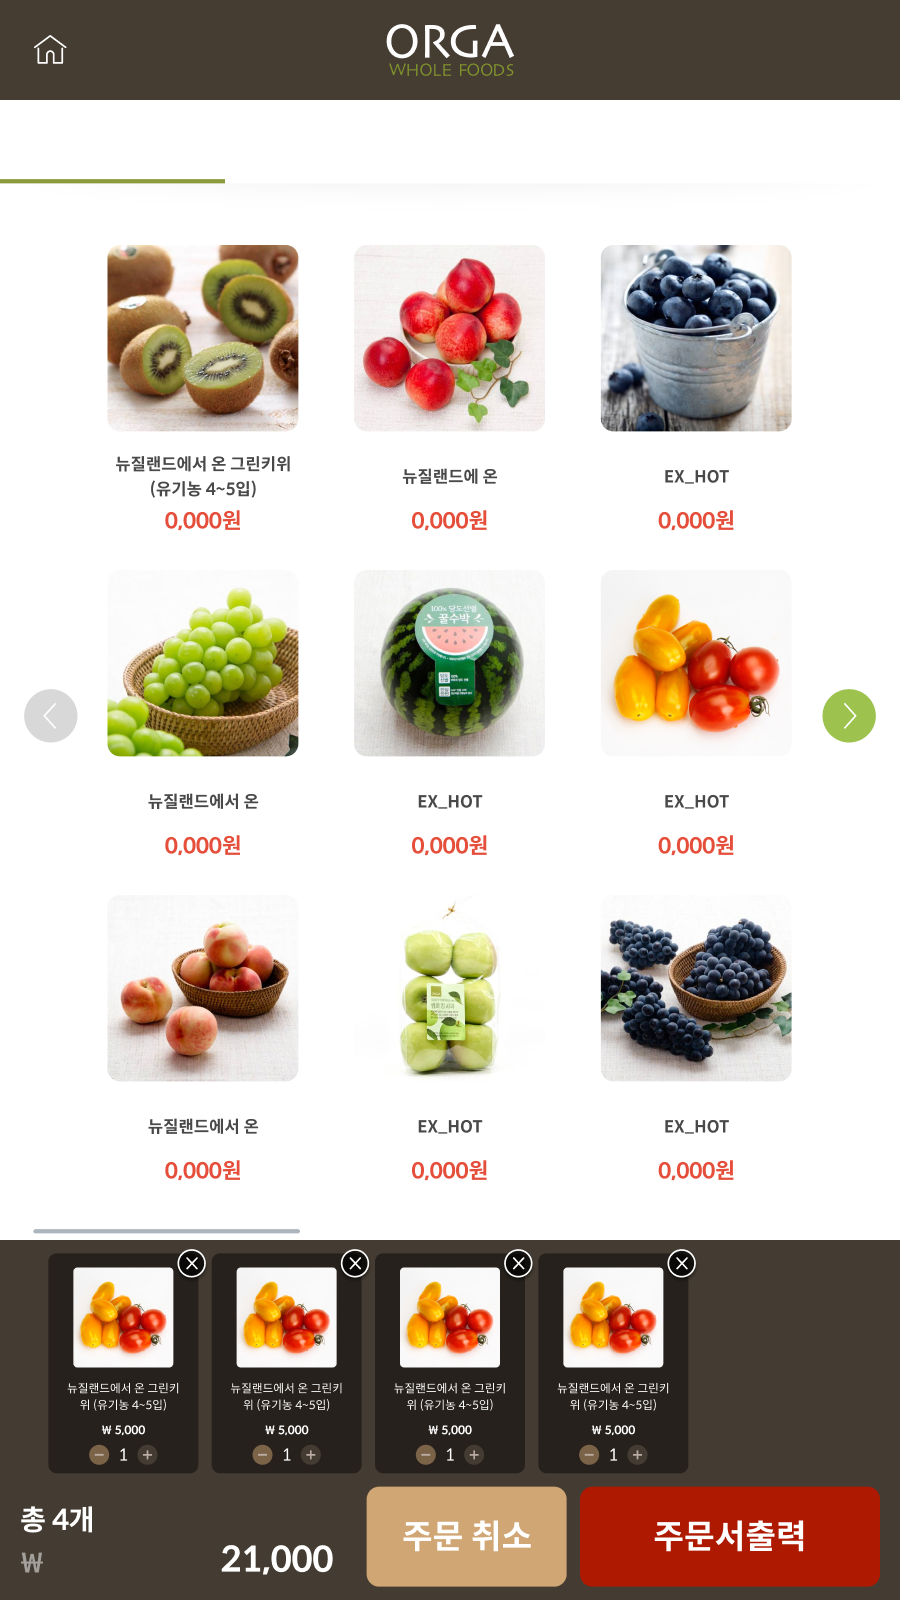 ORGA
WHOLE FOODS
뉴질랜드에서 온 그린키위
(유기농 4~5입)
0,000원
뉴질랜드에 온
0,000원
EX_HOT
0,000원
100% 당도선별
꿀수박
뉴질랜드에서 온
0,000원
EX_HOT
0,000원
EX_HOT
0,000원
뉴질랜드에서 온
0,000원
EX_HOT
0,000원
EX_HOT
0,000원
뉴질랜드에서 온 그린키
위 (유기농 4~5입)
₩ 5,000
1
뉴질랜드에서 온 그린키
위 (유기농 4~5입)
₩ 5,000
1
뉴질랜드에서 온 그린키
위 (유기농 4~5입)
₩ 5,000
1
뉴질랜드에서 온 그린키
위 (유기농 4~5입)
₩ 5,000
1
총 4개
₩ 21,000
주문 취소
주문서출력